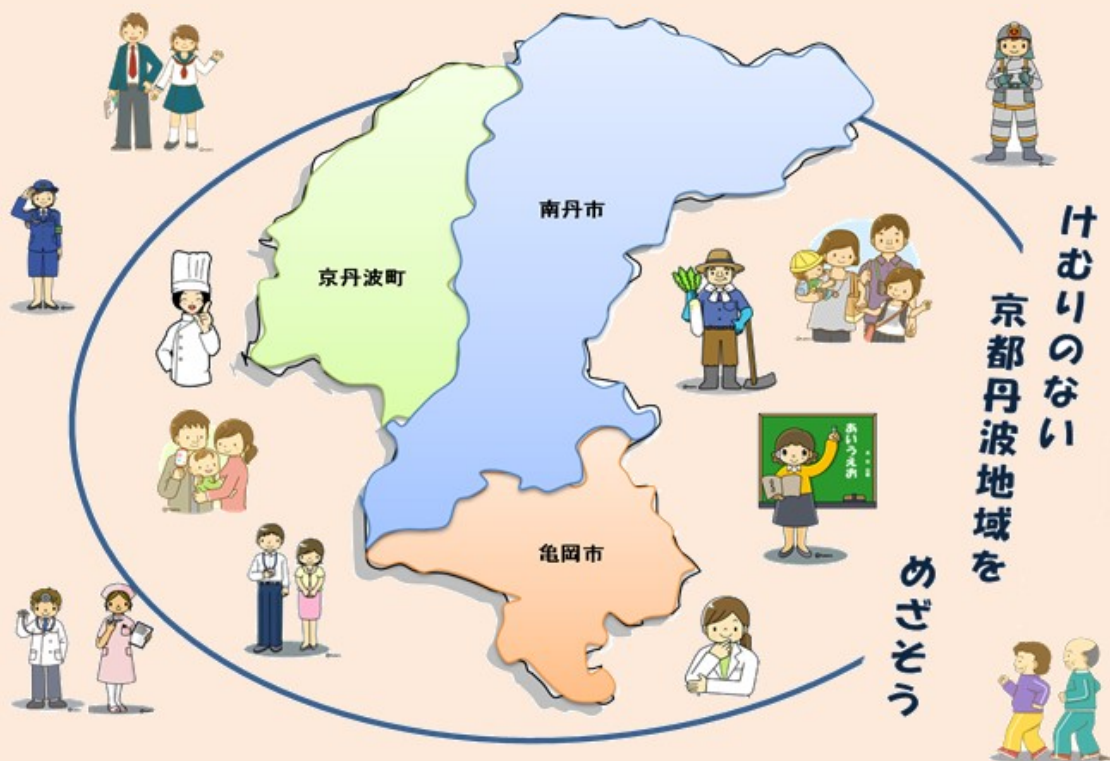 けむりのない
京都丹波地域を
めざそう
南丹市
京丹波町
亀岡市
あいうえお